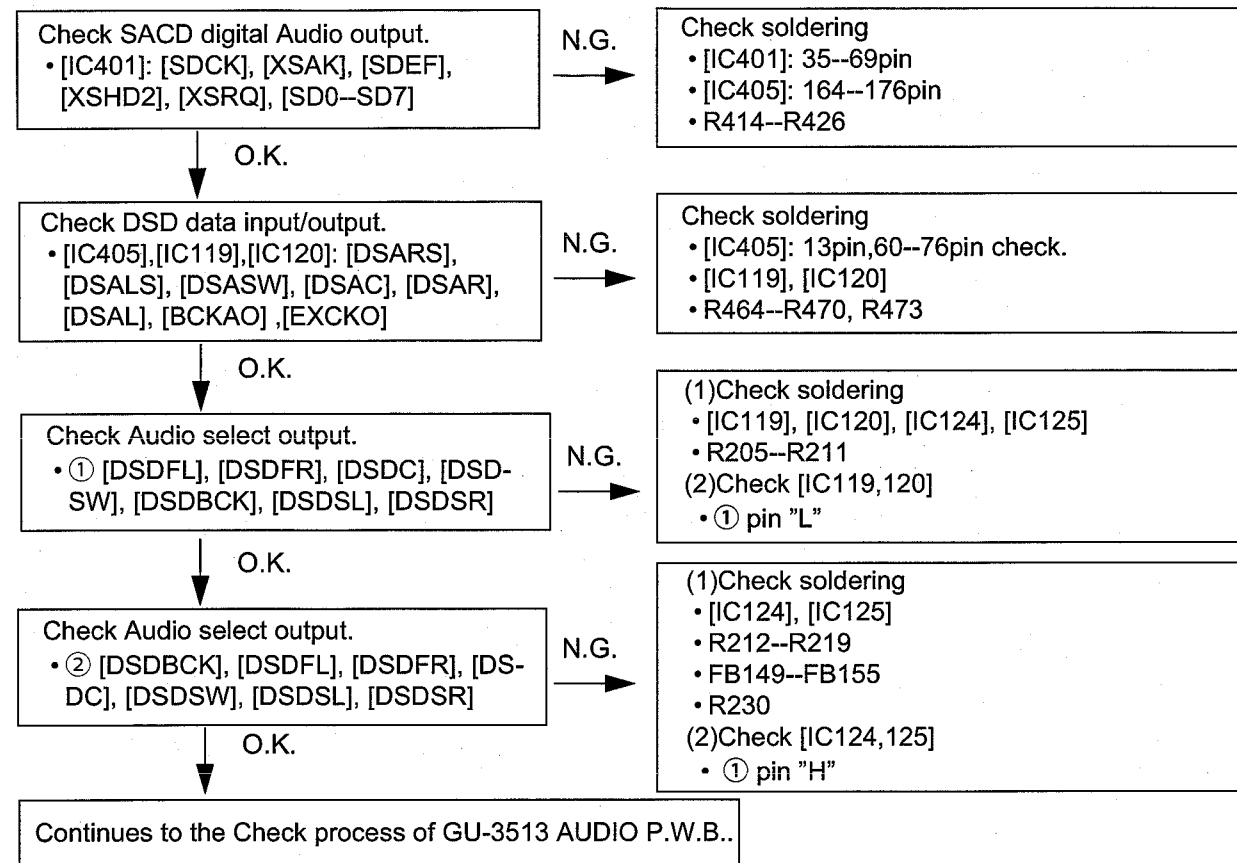 Check SACD digital Audio output.
• [IC401]: [SDCK], [XSAK], [SDEF],
[XSHD2], [XSRQ], [SD0--SD7]
N.G.
Check soldering
• [IC401]: 35--69pin
• [IC405]: 164--176pin
• R414--R426
O.K.
Check DSD data input/output.
• [IC405],[IC119],[IC120]: [DSARS],
[DSALS], [DSASW], [DSAC], [DSAR],
[DSAL], [BCKAO] ,[EXCKO]
N.G.
Check soldering
• [IC405]: 13pin,60--76pin check.
• [IC119], [IC120]
• R464--R470, R473
O.K.
Check Audio select output.
• ① [DSDFL], [DSDFR], [DSDC], [DSD-
SW], [DSDBCK], [DSDSL], [DSDSR]
N.G.
(1)Check soldering
• [IC119], [IC120], [IC124], [IC125]
• R205--R211
(2)Check [IC119,120]
• ① pin "L"
O.K.
Check Audio select output.
• ② [DSDBCK], [DSDFL], [DSDFR], [DS-
DC], [DSDSW], [DSDSL], [DSDSR]
N.G.
(1)Check soldering
• [IC124], [IC125]
• R212--R219
• FB149--FB155
• R230
(2)Check [IC124,125]
• ① pin "H"
O.K.
Continues to the Check process of GU-3513 AUDIO P.W.B..